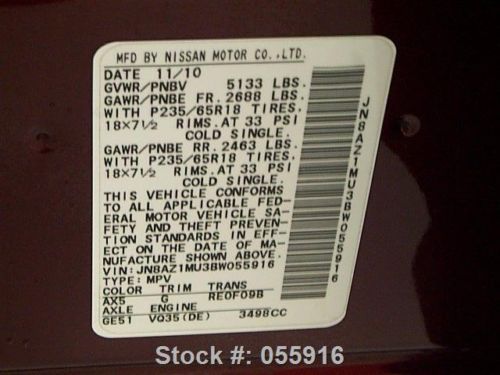 MFD BY NISSAN MOTOR CO.,LTD.
DATE 11/10
GVWR/PNBV 5133 LBS.
GAWR/PNBE FR. 2688 LBS.
WITH P235/65R18 TIRES.
18×7½ RIMS.AT 33 PSI
COLD SINGLE.
GAWR/PNBE RR. 2463 LBS.
WITH P235/65R18 TIRES.
18×7½ RIMS.AT 33 PSI
COLD SINGLE.
THIS VEHICLE CONFORMS
TO ALL APPLICABLE FED-
ERAL MOTOR VEHICLE SA-
FETY AND THEFT PREVEN-
TION STANDARDS IN EFF-
ECT ON THE DATE OF MA-
NUFACTURE SHOWN ABOVE.
VIN:JN8AZ1MU3BW055916
TYPE:MPV
COLOR TRIM TRANS
AX5 G RE0F09B
AXLE ENGINE
GE51 VQ35(DE) 3498CC
JN8AZ1MU3BW055916
Stock #: 055916